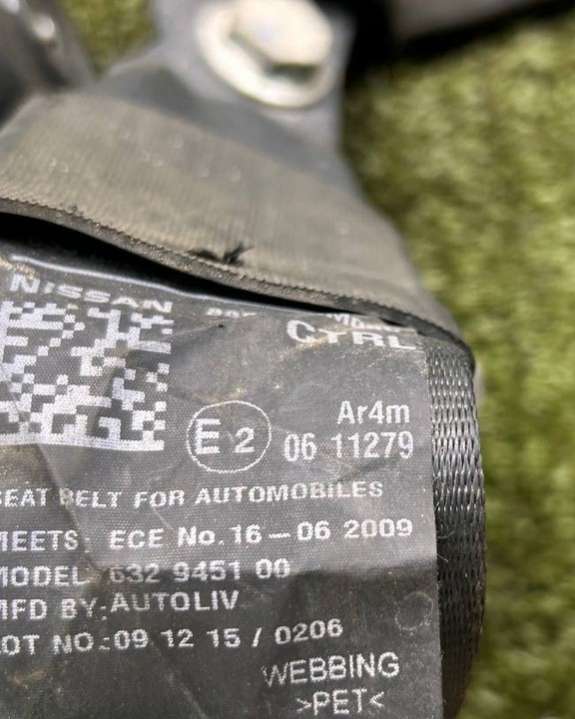 NISSAN
CTRL
Ar4m
E2 06 11279
SEAT BELT FOR AUTOMOBILES
MEETS: ECE No.16-06 2009
MODEL 632 9451 00
MFD BY: AUTOLIV
LOT NO:09 12 15 / 0206
WEBBING
>PET<